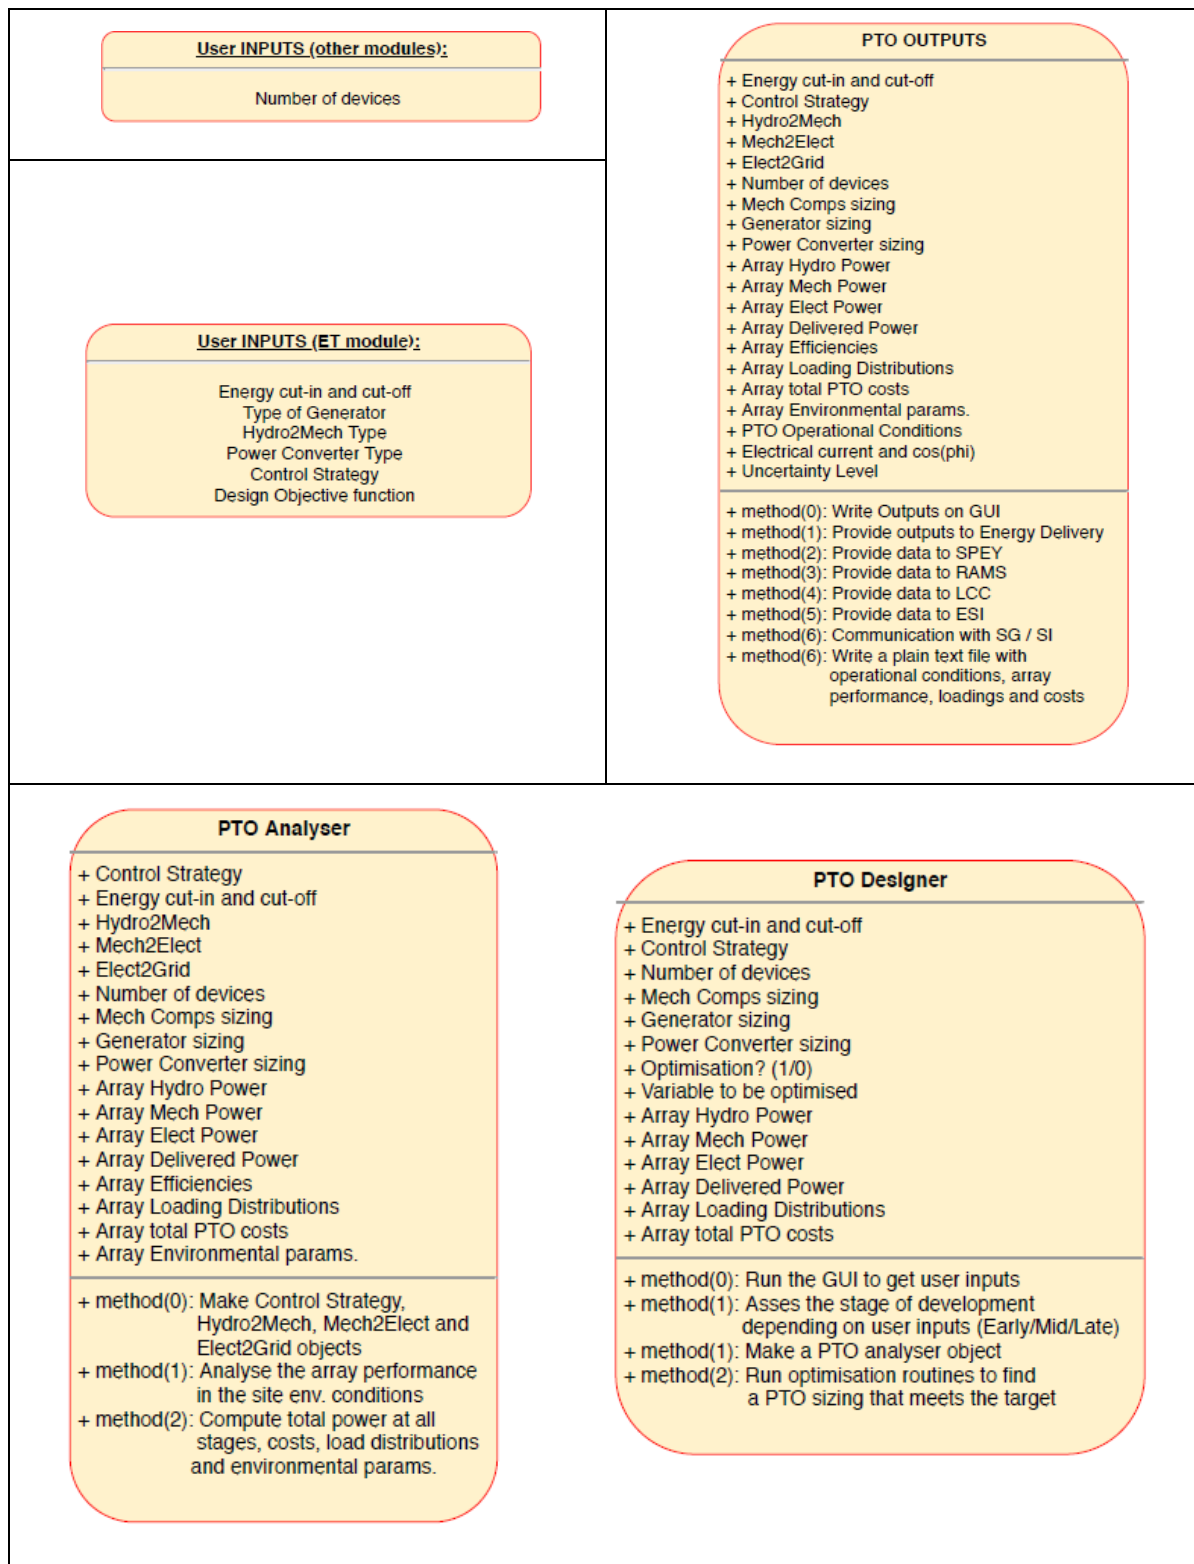 User INPUTS (other modules):
Number of devices
PTO OUTPUTS
+ Energy cut-in and cut-off
+ Control Strategy
+ Hydro2Mech
+ Mech2Elect
+ Elect2Grid
+ Number of devices
+ Mech Comps sizing
+ Generator sizing
+ Power Converter sizing
+ Array Hydro Power
+ Array Mech Power
+ Array Elect Power
+ Array Delivered Power
+ Array Efficiencies
+ Array Loading Distributions
+ Array total PTO costs
+ Array Environmental params.
+ PTO Operational Conditions
+ Electrical current and cos(phi)
+ Uncertainty Level
+ method(0): Write Outputs on GUI
+ method(1): Provide outputs to Energy Delivery
+ method(2): Provide data to SPEY
+ method(3): Provide data to RAMS
+ method(4): Provide data to LCC
+ method(5): Provide data to ESI
+ method(6): Communication with SG / SI
+ method(6): Write a plain text file with
operational conditions, array
performance, loadings and costs
User INPUTS (ET module):
Energy cut-in and cut-off
Type of Generator
Hydro2Mech Type
Power Converter Type
Control Strategy
Design Objective function
PTO Analyser
+ Control Strategy
+ Energy cut-in and cut-off
+ Hydro2Mech
+ Mech2Elect
+ Elect2Grid
+ Number of devices
+ Mech Comps sizing
+ Generator sizing
+ Power Converter sizing
+ Array Hydro Power
+ Array Mech Power
+ Array Elect Power
+ Array Delivered Power
+ Array Efficiencies
+ Array Loading Distributions
+ Array total PTO costs
+ Array Environmental params.
+ method(0): Make Control Strategy,
Hydro2Mech, Mech2Elect and
Elect2Grid objects
+ method(1): Analyse the array performance
in the site env. conditions
+ method(2): Compute total power at all
stages, costs, load distributions
and environmental params.
PTO Designer
+ Energy cut-in and cut-off
+ Control Strategy
+ Number of devices
+ Mech Comps sizing
+ Generator sizing
+ Power Converter sizing
+ Optimisation? (1/0)
+ Variable to be optimised
+ Array Hydro Power
+ Array Mech Power
+ Array Elect Power
+ Array Delivered Power
+ Array Loading Distributions
+ Array total PTO costs
+ method(0): Run the GUI to get user inputs
+ method(1): Asses the stage of development
depending on user inputs (Early/Mid/Late)
+ method(1): Make a PTO analyser object
+ method(2): Run optimisation routines to find
a PTO sizing that meets the target